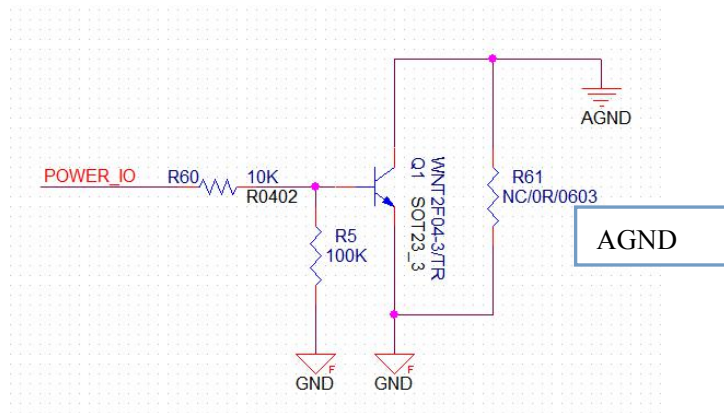 AGND
POWER_IO
R60
10K
R0402
Q1
WNT2F04-3/TR
SOT23_3
R61
NC/0R/0603
AGND
R5
100K
F
GND
F
GND